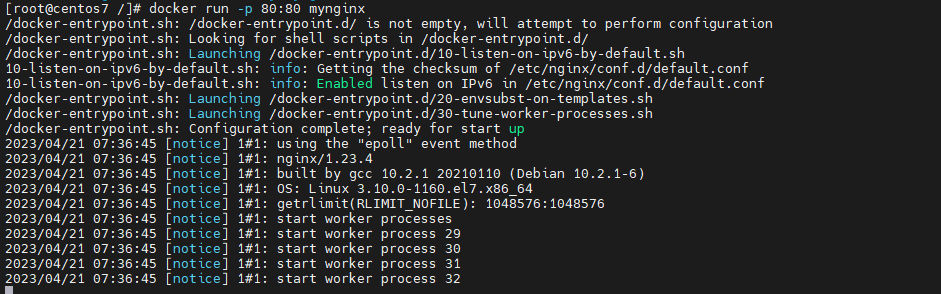 [root@centos7 /]# docker run -p 80:80 mynginx
/docker-entrypoint.sh: /docker-entrypoint.d/ is not empty, will attempt to perform configuration
/docker-entrypoint.sh: Looking for shell scripts in /docker-entrypoint.d/
/docker-entrypoint.sh: Launching /docker-entrypoint.d/10-listen-on-ipv6-by-default.sh
10-listen-on-ipv6-by-default.sh: info: Getting the checksum of /etc/nginx/conf.d/default.conf
10-listen-on-ipv6-by-default.sh: info: Enabled listen on IPv6 in /etc/nginx/conf.d/default.conf
/docker-entrypoint.sh: Launching /docker-entrypoint.d/20-envsubst-on-templates.sh
/docker-entrypoint.sh: Launching /docker-entrypoint.d/30-tune-worker-processes.sh
/docker-entrypoint.sh: Configuration complete; ready for start up
2023/04/21 07:36:45 [notice] 1#1: using the "epoll" event method
2023/04/21 07:36:45 [notice] 1#1: nginx/1.23.4
2023/04/21 07:36:45 [notice] 1#1: built by gcc 10.2.1 20210110 (Debian 10.2.1-6)
2023/04/21 07:36:45 [notice] 1#1: OS: Linux 3.10.0-1160.el7.x86_64
2023/04/21 07:36:45 [notice] 1#1: getrlimit(RLIMIT_NOFILE): 1048576:1048576
2023/04/21 07:36:45 [notice] 1#1: start worker processes
2023/04/21 07:36:45 [notice] 1#1: start worker process 29
2023/04/21 07:36:45 [notice] 1#1: start worker process 30
2023/04/21 07:36:45 [notice] 1#1: start worker process 31
2023/04/21 07:36:45 [notice] 1#1: start worker process 32